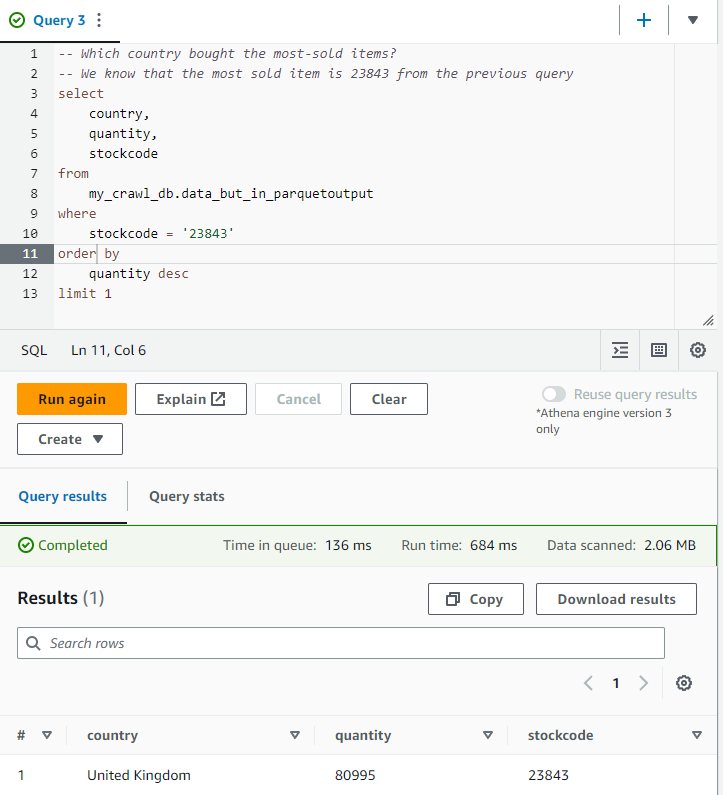 Query 3
1 -- Which country bought the most-sold items?
2 -- We know that the most sold item is 23843 from the previous query
3 select
4 country,
5 quantity,
6 stockcode
7 from
8 my_crawl_db.data_but_in_parquetoutput
9 where
10 stockcode = '23843'
11 order by
12 quantity desc
13 limit 1
SQL Ln 11, Col 6
Run again Explain Cancel Clear Reuse query results
*Athena engine version 3
only
Create
Query results Query stats
Completed Time in queue: 136 ms Run time: 684 ms Data scanned: 2.06 MB
Results (1) Copy Download results
Search rows
1
# country quantity stockcode
1 United Kingdom 80995 23843